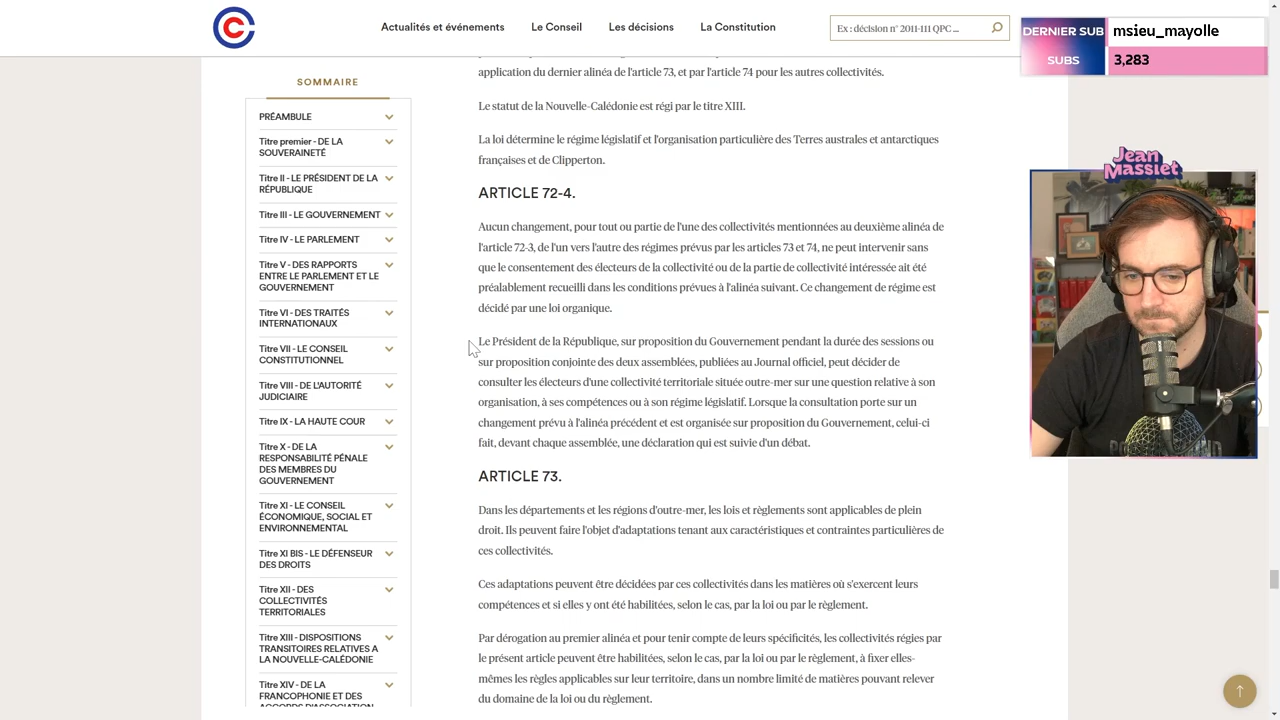 Actualités et événements
Le Conseil
Les décisions
La Constitution
Ex : décision n° 2011-111 QPC ...
DERNIER SUB
msieu_mayolle
SUBS
3,283
Jean
Massiet
SOMMAIRE
PRÉAMBULE
Titre premier - DE LA
SOUVERAINETÉ
Titre II - LE PRÉSIDENT DE LA
RÉPUBLIQUE
Titre III - LE GOUVERNEMENT
Titre IV - LE PARLEMENT
Titre V - DES RAPPORTS
ENTRE LE PARLEMENT ET LE
GOUVERNEMENT
Titre VI - DES TRAITÉS
INTERNATIONAUX
Titre VII - LE CONSEIL
CONSTITUTIONNEL
Titre VIII - DE L'AUTORITÉ
JUDICIAIRE
Titre IX - LA HAUTE COUR
Titre X - DE LA
RESPONSABILITÉ PÉNALE
DES MEMBRES DU
GOUVERNEMENT
Titre XI - LE CONSEIL
ÉCONOMIQUE, SOCIAL ET
ENVIRONNEMENTAL
Titre XI BIS - LE DÉFENSEUR
DES DROITS
Titre XII - DES
COLLECTIVITÉS
TERRITORIALES
Titre XIII - DISPOSITIONS
TRANSITOIRES RELATIVES A
LA NOUVELLE-CALÉDONIE
Titre XIV - DE LA
FRANCOPHONIE ET DES
ACCORDS D'ASSOCIATION
application du dernier alinéa de l'article 73, et par l'article 74 pour les autres collectivités.
Le statut de la Nouvelle-Calédonie est régi par le titre XIII.
La loi détermine le régime législatif et l'organisation particulière des Terres australes et antarctiques
françaises et de Clipperton.
ARTICLE 72-4.
Aucun changement, pour tout ou partie de l'une des collectivités mentionnées au deuxième alinéa de
l'article 72-3, de l'un vers l'autre des régimes prévus par les articles 73 et 74, ne peut intervenir sans
que le consentement des électeurs de la collectivité ou de la partie de collectivité intéressée ait été
préalablement recueilli dans les conditions prévues à l'alinéa suivant. Ce changement de régime est
décidé par une loi organique.
Le Président de la République, sur proposition du Gouvernement pendant la durée des sessions ou
sur proposition conjointe des deux assemblées, publiées au Journal officiel, peut décider de
consulter les électeurs d'une collectivité territoriale située outre-mer sur une question relative à son
organisation, à ses compétences ou à son régime législatif. Lorsque la consultation porte sur un
changement prévu à l'alinéa précédent et est organisée sur proposition du Gouvernement, celui-ci
fait, devant chaque assemblée, une déclaration qui est suivie d'un débat.
ARTICLE 73.
Dans les départements et les régions d'outre-mer, les lois et règlements sont applicables de plein
droit. Ils peuvent faire l'objet d'adaptations tenant aux caractéristiques et contraintes particulières de
ces collectivités.
Ces adaptations peuvent être décidées par ces collectivités dans les matières où s'exercent leurs
compétences et si elles y ont été habilitées, selon le cas, par la loi ou par le règlement.
Par dérogation au premier alinéa et pour tenir compte de leurs spécificités, les collectivités régies par
le présent article peuvent être habilitées, selon le cas, par la loi ou par le règlement, à fixer elles-
mêmes les règles applicables sur leur territoire, dans un nombre limité de matières pouvant relever
du domaine de la loi ou du règlement.